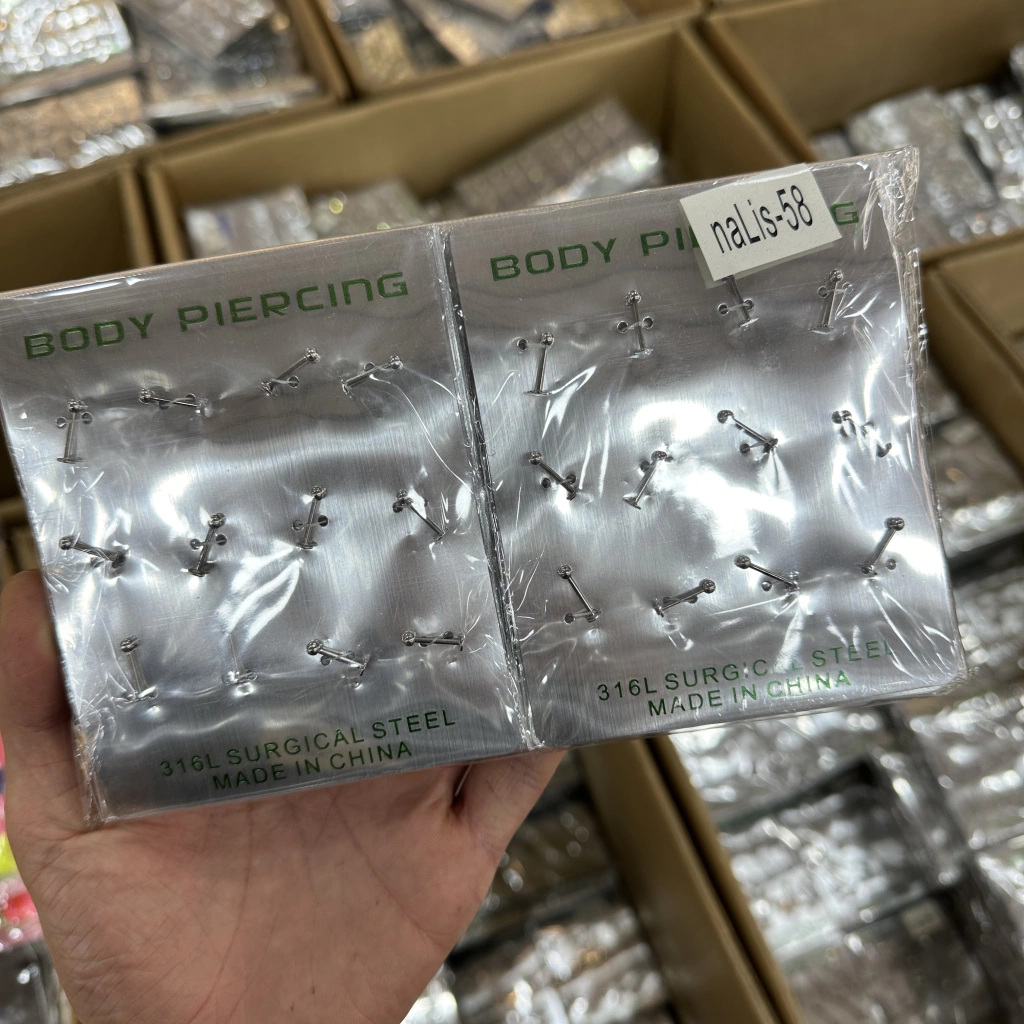 BODY PIERCING
316L SURGICAL STEEL
MADE IN CHINA
BODY PI
G
naLis-58
316L SURGICAL STEEL
MADE IN CHINA